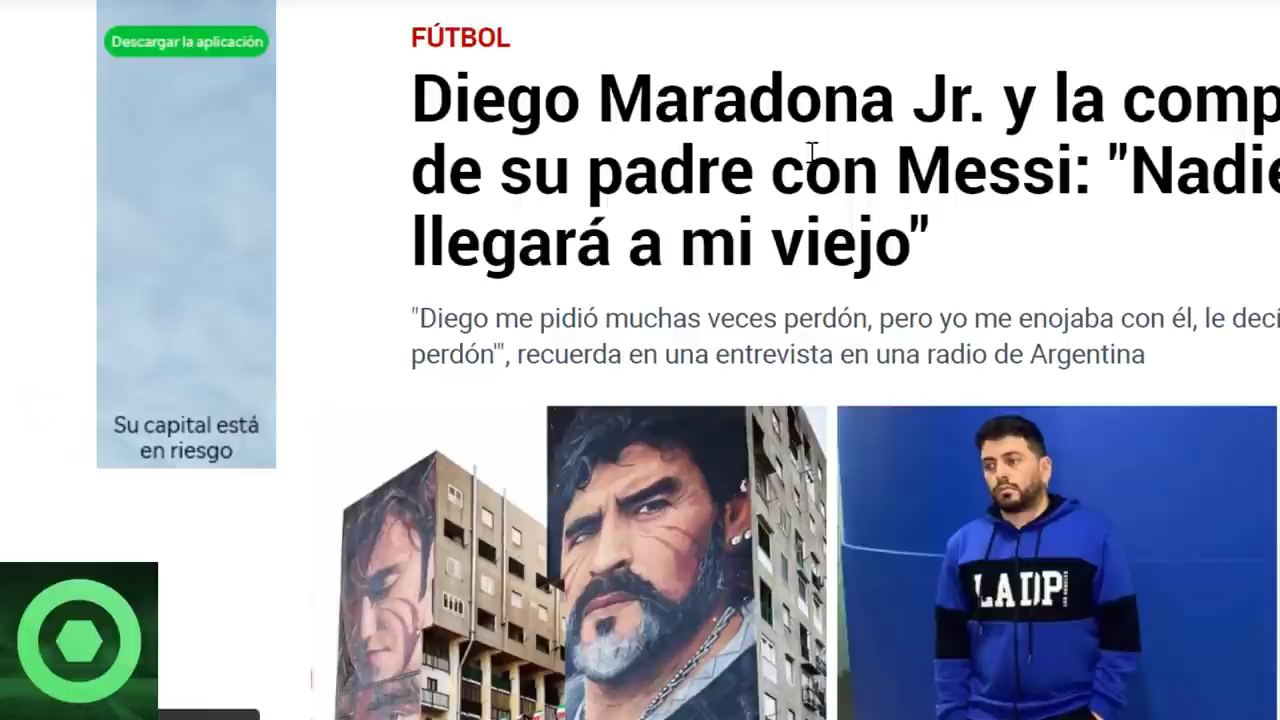 Descargar la aplicación
Su capital está
en riesgo
FÚTBOL
Diego Maradona Jr. y la comp
de su padre con Messi: "Nadie
llegará a mi viejo"
"Diego me pidió muchas veces perdón, pero yo me enojaba con él, le decí
perdón'", recuerda en una entrevista en una radio de Argentina
LADP